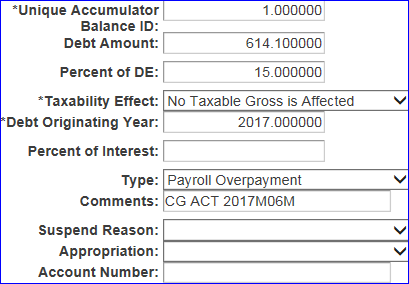 *Unique Accumulator Balance ID: 1.000000
Debt Amount: 614.100000
Percent of DE: 15.000000
*Taxability Effect: No Taxable Gross is Affected
*Debt Originating Year: 2017.000000
Percent of Interest:
Type: Payroll Overpayment
Comments: CG ACT 2017M06M
Suspend Reason:
Appropriation:
Account Number: